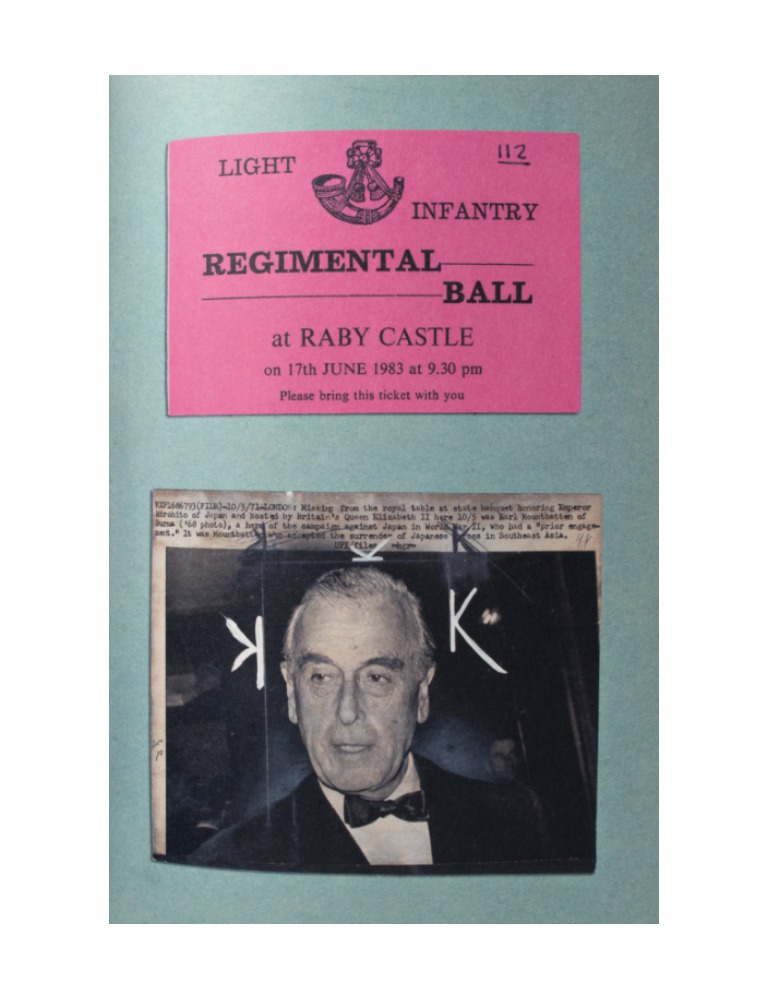 LIGHT
112
INFANTRY
REGIMENTAL
BALL
at RABY CASTLE
on 17th JUNE 1983 at 9.30 pm
Please bring this ticket with you
(FILE)-10/3/71-LONDON: Missing from the royal table at state banquet honoring Emperor
Hirohito of Japan and hosted by Britain's Queen Elizabeth II here 10/5 was Earl Mountbatten of
Burma ('68 photo), a hero of the campaign against Japan in World War II, who had a "prior engage-
ment." It was Mountbatten who accepted the surrender of Japanese forces in Southeast Asia.
UPI files
K
K
K
K